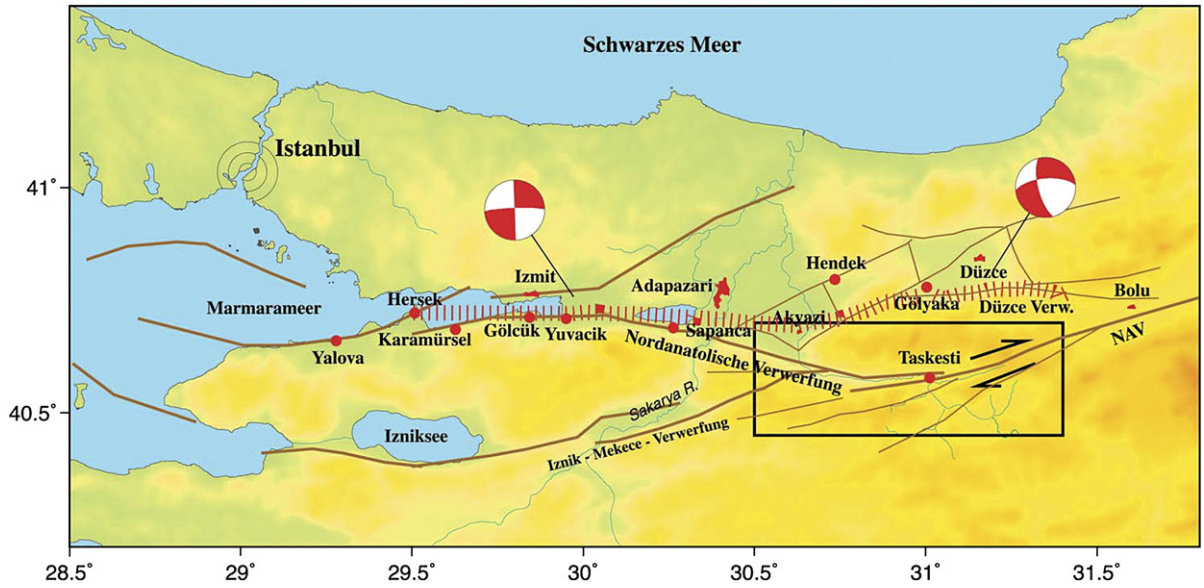 Schwarzes Meer
Istanbul
41°
Hendek
Düzce
Izmit
Adapazari
Marmarameer
Hersek
Gölyaka
Bolu
Akyazi
Düzce Verw.
Gölcük
Yuvacik
Sapanca
Karamürsel
Yalova
NAV
Nordanatolische Verwerfung
Taskesti
Sakarya R.
40.5°
Izniksee
Iznik - Mekece - Verwerfung
28.5° 29° 29.5° 30° 30.5° 31° 31.5°